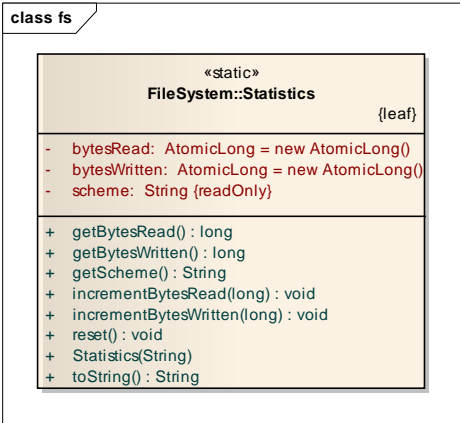 class fs
«static»
FileSystem::Statistics
{leaf}
- bytesRead: AtomicLong = new AtomicLong()
- bytesWritten: AtomicLong = new AtomicLong()
- scheme: String {readOnly}
+ getBytesRead() : long
+ getBytesWritten() : long
+ getScheme() : String
+ incrementBytesRead(long) : void
+ incrementBytesWritten(long) : void
+ reset() : void
+ Statistics(String)
+ toString() : String